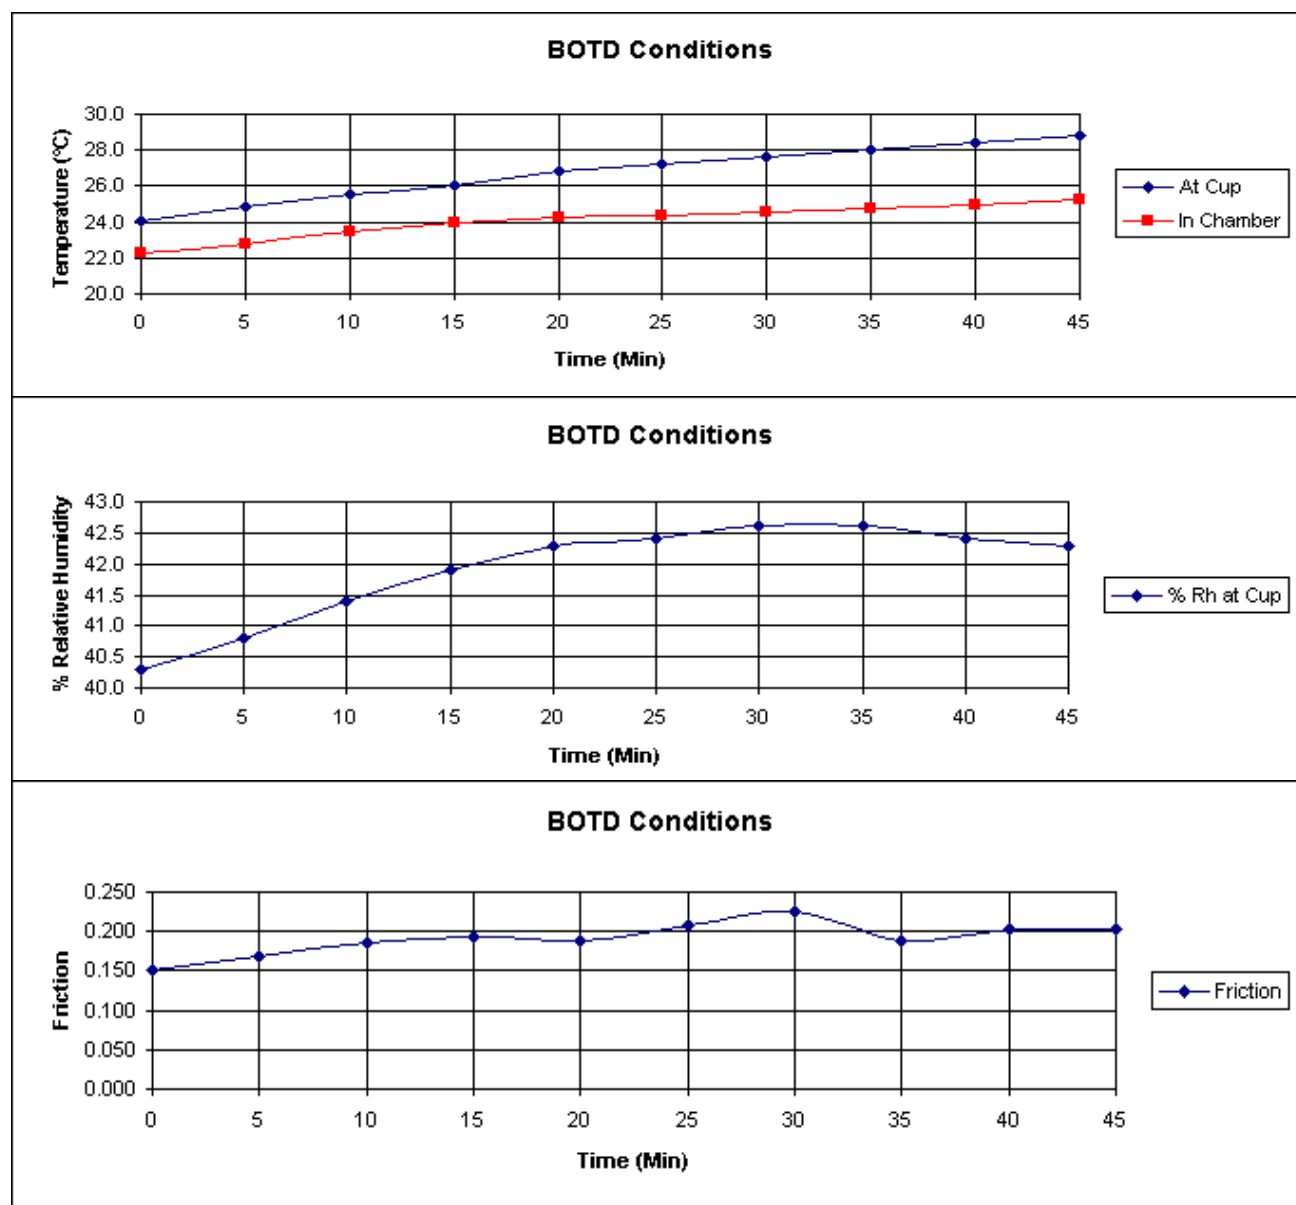 BOTD Conditions
Temperature (°C)
30.0
28.0
26.0
24.0
22.0
20.0
0 5 10 15 20 25 30 35 40 45
Time (Min)
At Cup
In Chamber
BOTD Conditions
% Relative Humidity
43.0
42.5
42.0
41.5
41.0
40.5
40.0
0 5 10 15 20 25 30 35 40 45
Time (Min)
% Rh at Cup
BOTD Conditions
Friction
0.250
0.200
0.150
0.100
0.050
0.000
0 5 10 15 20 25 30 35 40 45
Time (Min)
Friction